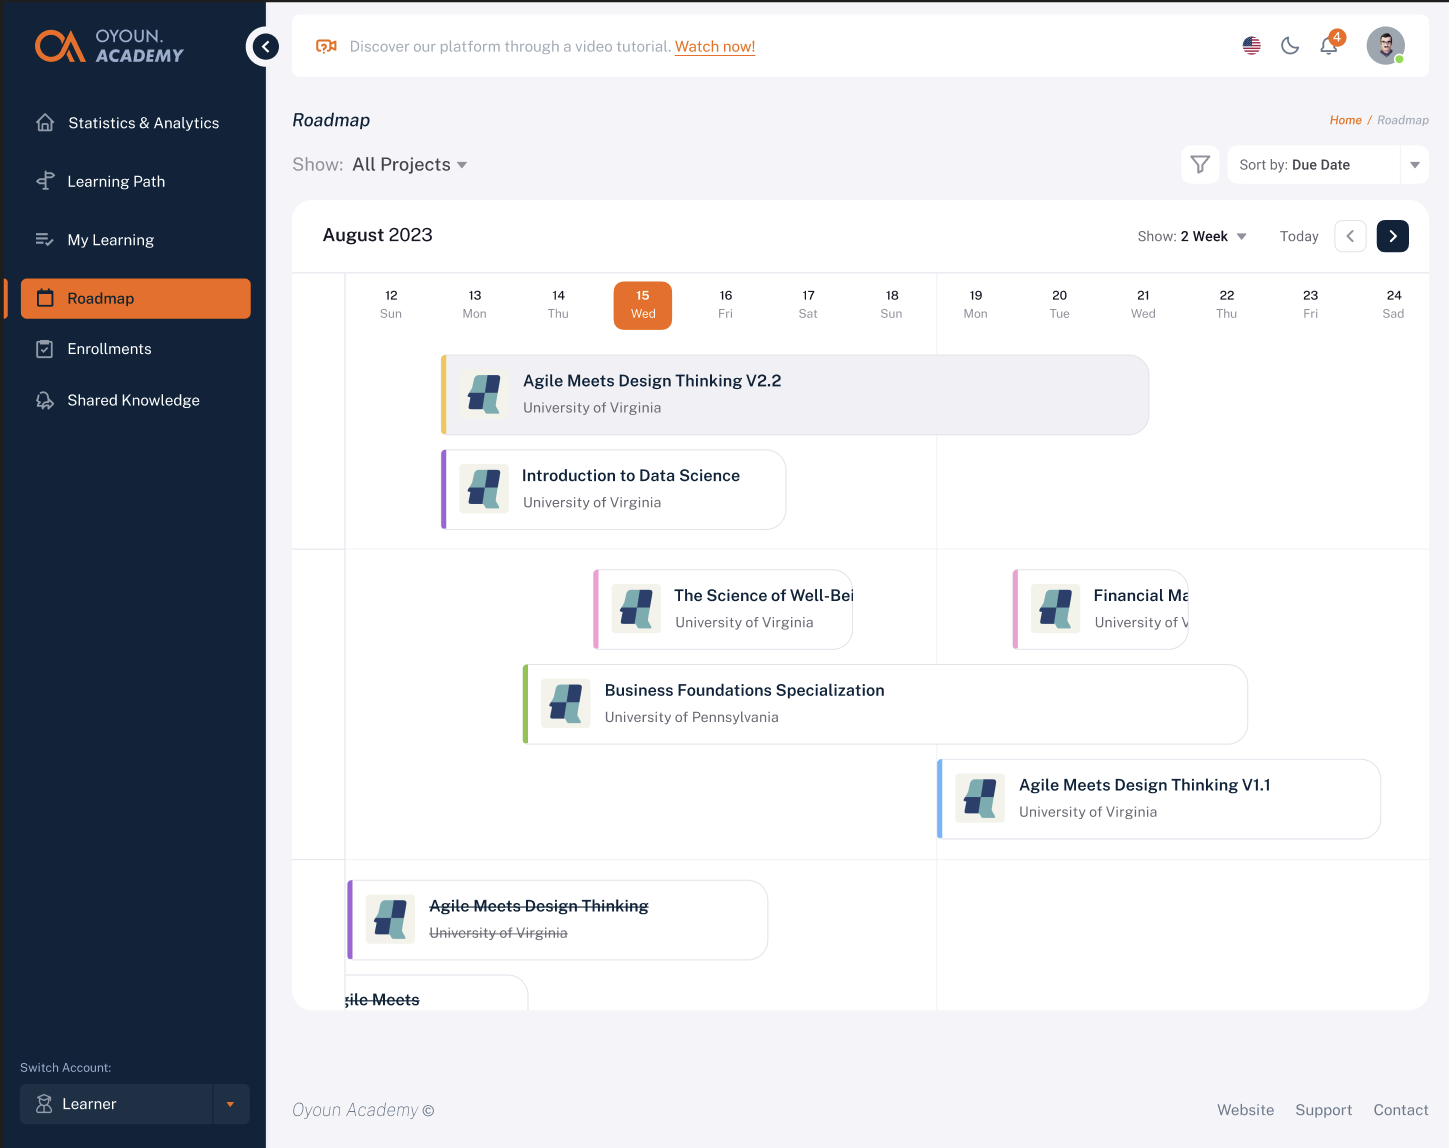 OYOUN.
ACADEMY
Statistics & Analytics
Learning Path
My Learning
Roadmap
Enrollments
Shared Knowledge
Switch Account:
Learner
Discover our platform through a video tutorial. Watch now!
4
Roadmap
Home / Roadmap
Show: All Projects
Sort by: Due Date
August 2023
Show: 2 Week
Today
12 13 14 15 16 17 18 19 20 21 22 23 24
Sun Mon Thu Wed Fri Sat Sun Mon Tue Wed Thu Fri Sad
Agile Meets Design Thinking V2.2
University of Virginia
Introduction to Data Science
University of Virginia
The Science of Well-Bei
University of Virginia
Financial Ma
University of V
Business Foundations Specialization
University of Pennsylvania
Agile Meets Design Thinking V1.1
University of Virginia
Agile Meets Design Thinking
University of Virginia
gile Meets
Oyoun Academy ©
Website Support Contact